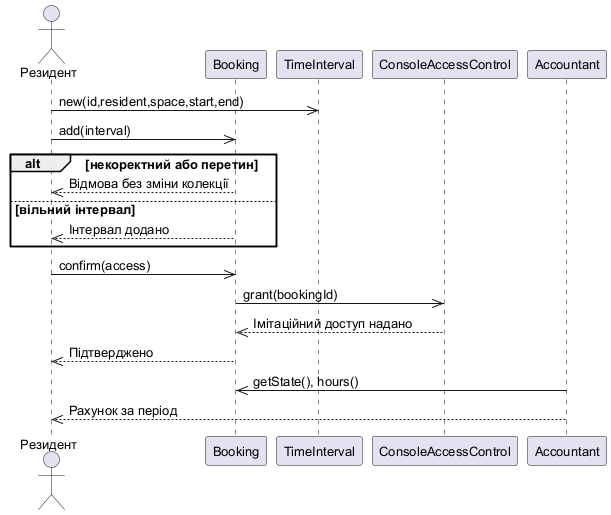 Резидент
Booking
TimeInterval
ConsoleAccessControl
Accountant
new(id,resident,space,start,end)
add(interval)
alt
[некоректний або перетин]
Відмова без зміни колекції
[вільний інтервал]
Інтервал додано
confirm(access)
grant(bookingId)
Імітаційний доступ надано
Підтверджено
getState(), hours()
Рахунок за період
Резидент
Booking
TimeInterval
ConsoleAccessControl
Accountant